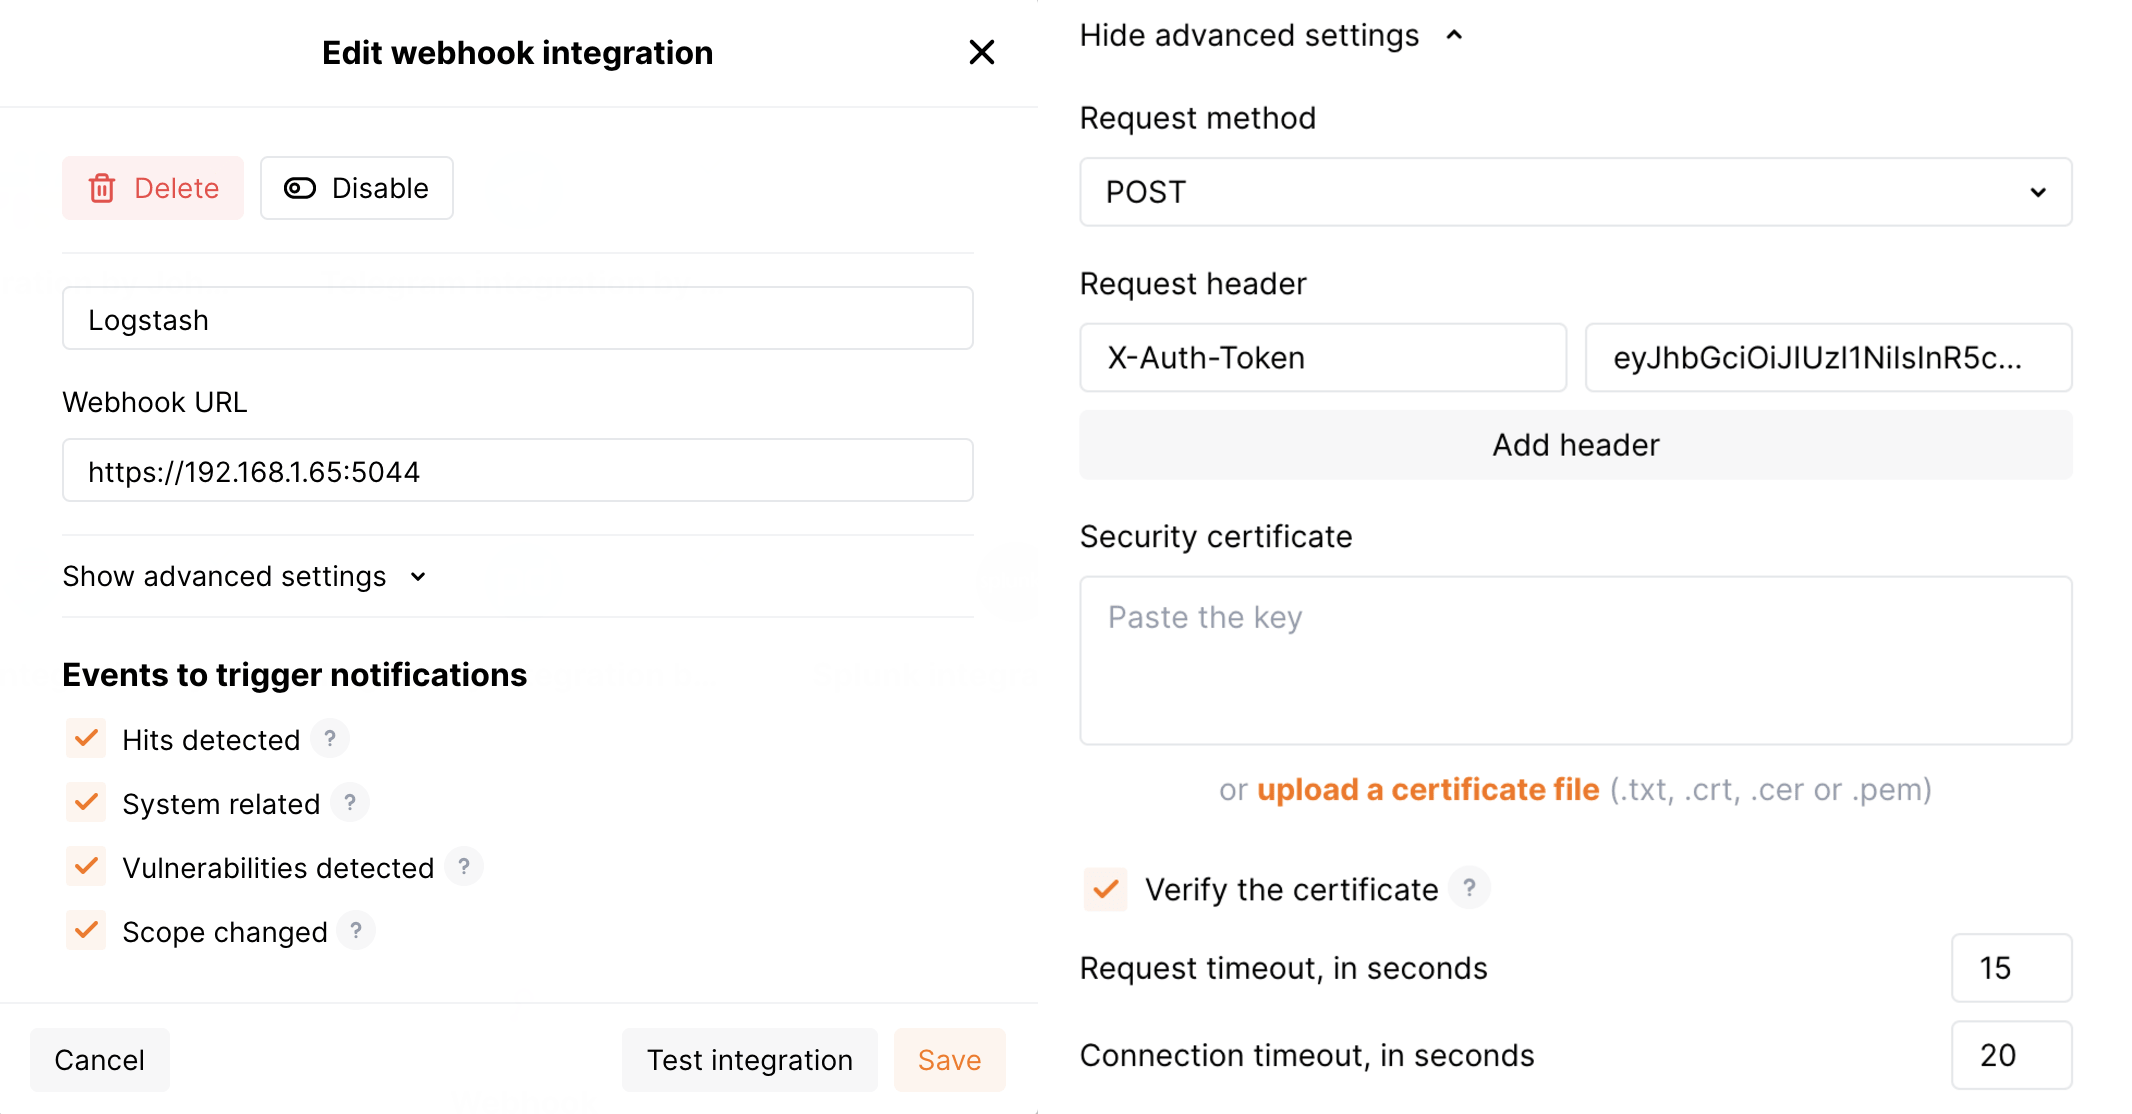 Edit webhook integration
Delete
Disable
Logstash
Webhook URL
https://192.168.1.65:5044
Show advanced settings
Events to trigger notifications
Hits detected ?
System related ?
Vulnerabilities detected ?
Scope changed ?
Cancel
Test integration
Save
Hide advanced settings
Request method
POST
Request header
X-Auth-Token
eyJhbGciOiJIUzI1NiIsInR5c...
Add header
Security certificate
Paste the key
or upload a certificate file (.txt, .crt, .cer or .pem)
Verify the certificate ?
Request timeout, in seconds
15
Connection timeout, in seconds
20